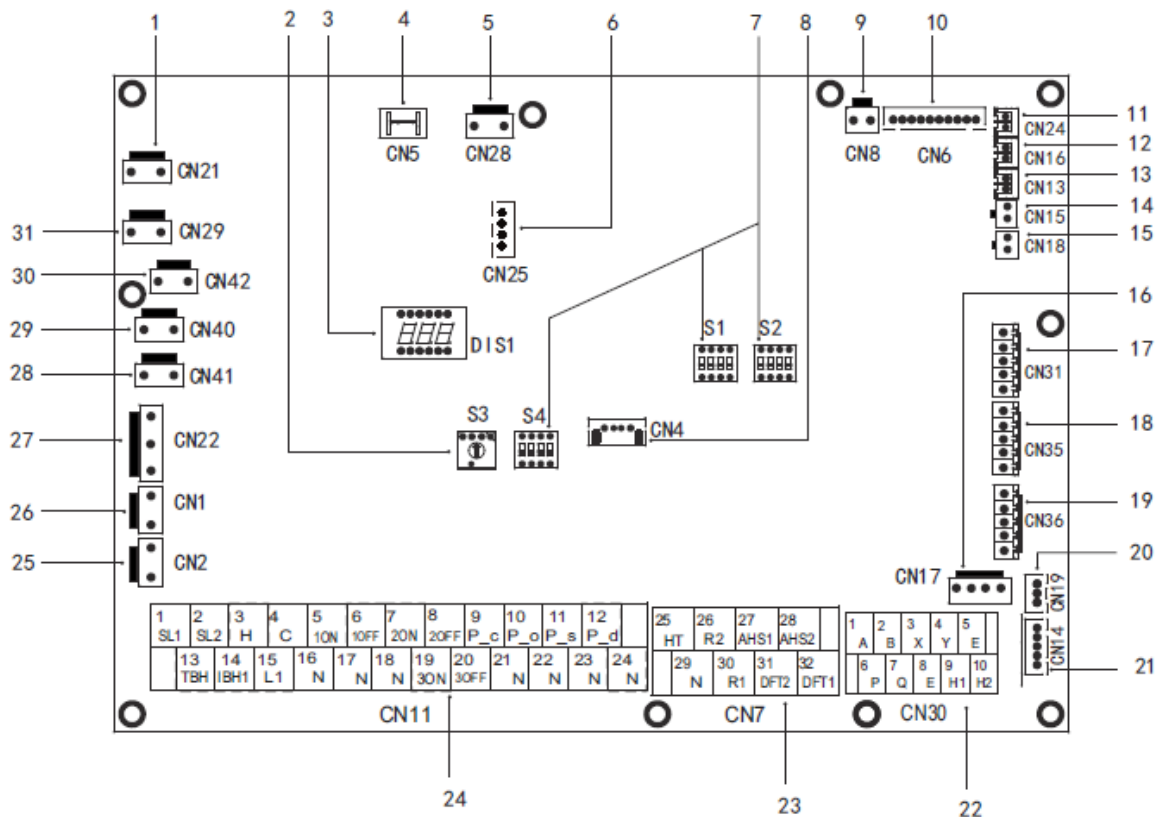 1 2 3 4 5 6 7 8 9 10
CN5 CN28 CN8 CN6 CN24 11
CN21 CN16 12
CN13 13
CN15 14
31 CN29 CN18 15
30 CN42 CN25 16
29 CN40 DIS1 S1 S2 17
28 CN41 CN31
27 CN22 S3 S4 CN4 18
CN35
26 CN1 CN36 19
25 CN2 CN17 CN19 20
1 2 3 4 5 6 7 8 9 10 11 12
SL1 SL2 H C 1ON 1OFF 2ON 2OFF P_c P_o P_s P_d
13 14 15 16 17 18 19 20 21 22 23 24
TBH IBH1 L1 N N N 3ON 3OFF N N N N
CN11
25 26 27 28
HT R2 AHS1 AHS2
29 30 31 32
N R1 DFT2 DFT1
CN7
1 2 3 4 5
A B X Y E
6 7 8 9 10
P Q E H1 H2
CN30
CN14 21
24 23 22